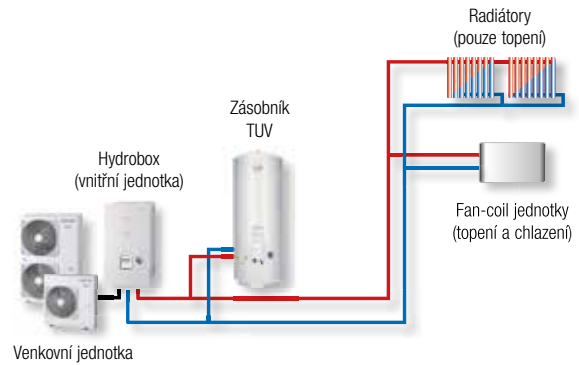 Radiátory
(pouze topení)
Zásobník
TUV
Hydrobox
(vnitřní jednotka)
Fan-coil jednotky
(topení a chlazení)
Venkovní jednotka